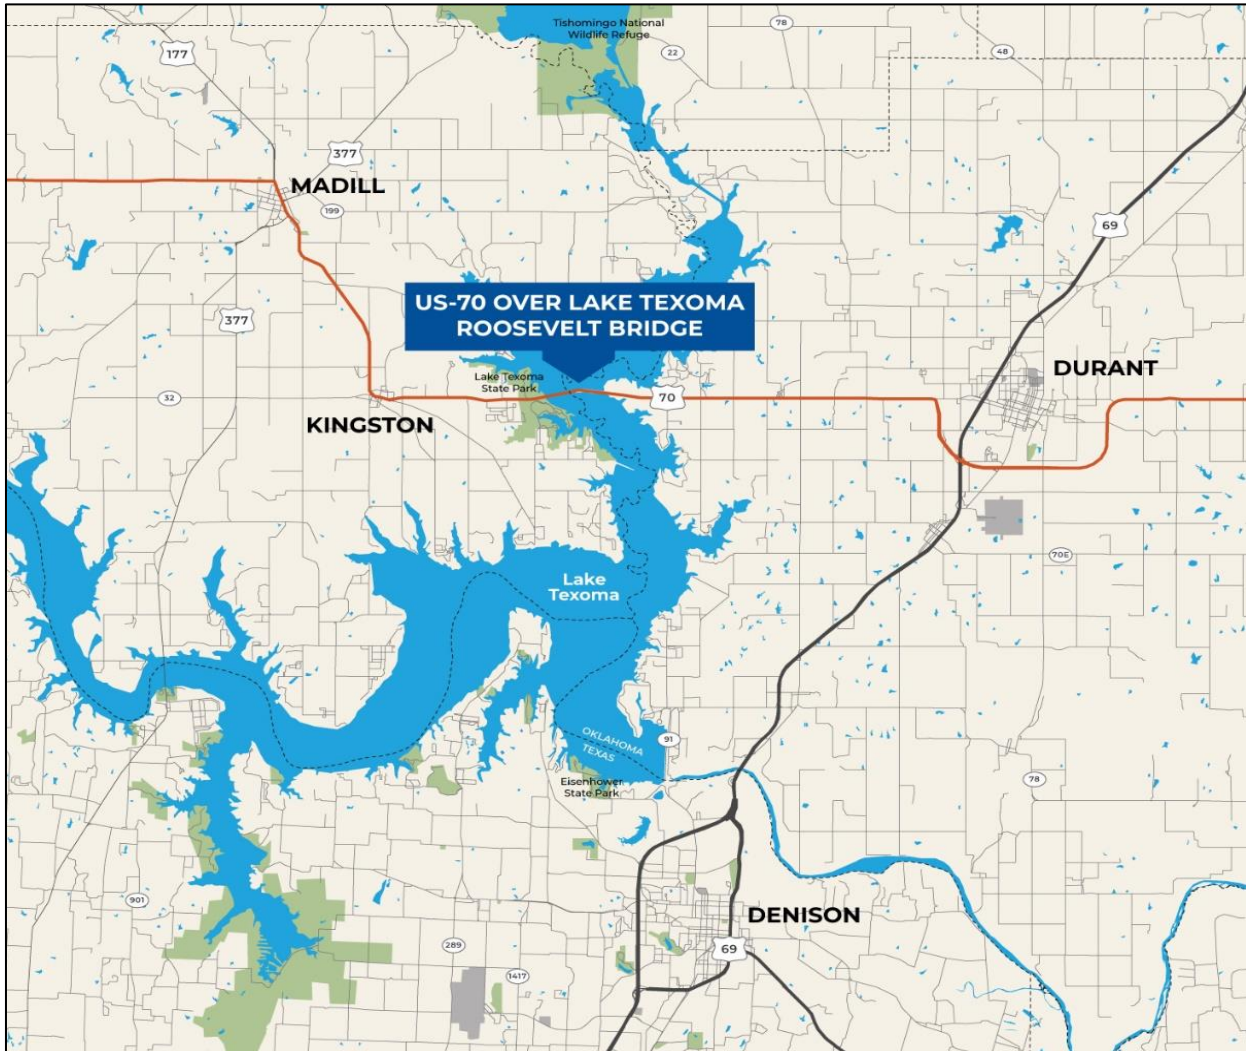 Tishomingo National
Wildlife Refuge
78
177
22
48
377
MADILL
199
69
377
US-70 OVER LAKE TEXOMA
ROOSEVELT BRIDGE
DURANT
Lake Texoma
State Park
32
70
KINGSTON
70E
Lake
Texoma
OKLAHOMA
TEXAS
91
Eisenhower
State Park
78
901
DENISON
289
69
1417